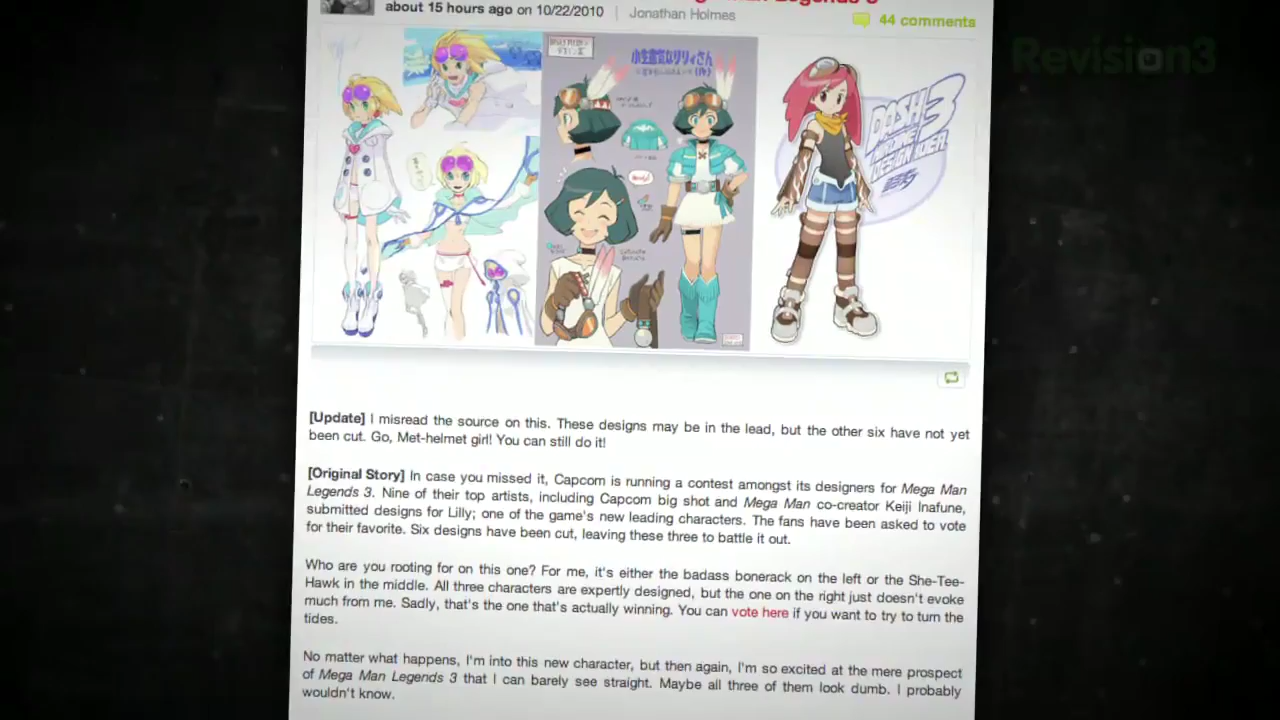 Mega Man Legends 3
about 15 hours ago on 10/22/2010 | Jonathan Holmes
44 comments
Revision3
DASH 3
[Update] I misread the source on this. These designs may be in the lead, but the other six have not yet
been cut. Go, Met-helmet girl! You can still do it!
[Original Story] In case you missed it, Capcom is running a contest amongst its designers for Mega Man
Legends 3. Nine of their top artists, including Capcom big shot and Mega Man co-creator Keiji Inafune,
submitted designs for Lilly; one of the game's new leading characters. The fans have been asked to vote
for their favorite. Six designs have been cut, leaving these three to battle it out.
Who are you rooting for on this one? For me, it's either the badass bonerack on the left or the She-Tee-
Hawk in the middle. All three characters are expertly designed, but the one on the right just doesn't evoke
much from me. Sadly, that's the one that's actually winning. You can vote here if you want to try to turn the
tides.
No matter what happens, I'm into this new character, but then again, I'm so excited at the mere prospect
of Mega Man Legends 3 that I can barely see straight. Maybe all three of them look dumb. I probably
wouldn't know.